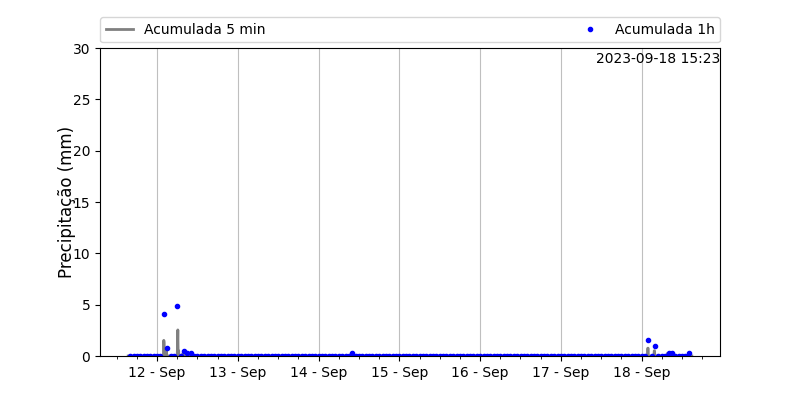 Acumulada 5 min
Acumulada 1h
2023-09-18 15:23
Precipitação (mm)
30
25
20
15
10
5
0
12 - Sep
13 - Sep
14 - Sep
15 - Sep
16 - Sep
17 - Sep
18 - Sep